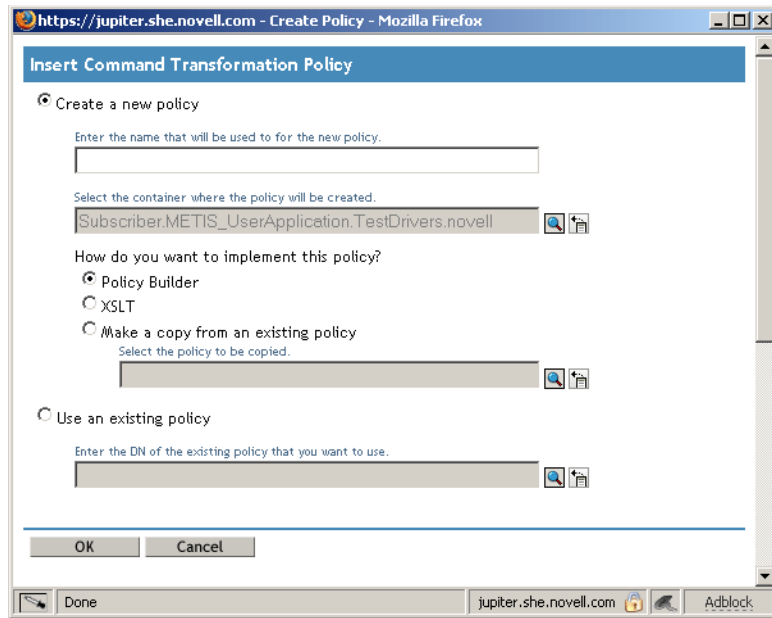 https://jupiter.she.novell.com - Create Policy - Mozilla Firefox
Insert Command Transformation Policy
Create a new policy
Enter the name that will be used to for the new policy.
Select the container where the policy will be created.
Subscriber.METIS_UserApplication.TestDrivers.novell
How do you want to implement this policy?
Policy Builder
XSLT
Make a copy from an existing policy
Select the policy to be copied.
Use an existing policy
Enter the DN of the existing policy that you want to use.
OK Cancel
Done jupiter.she.novell.com Adblock